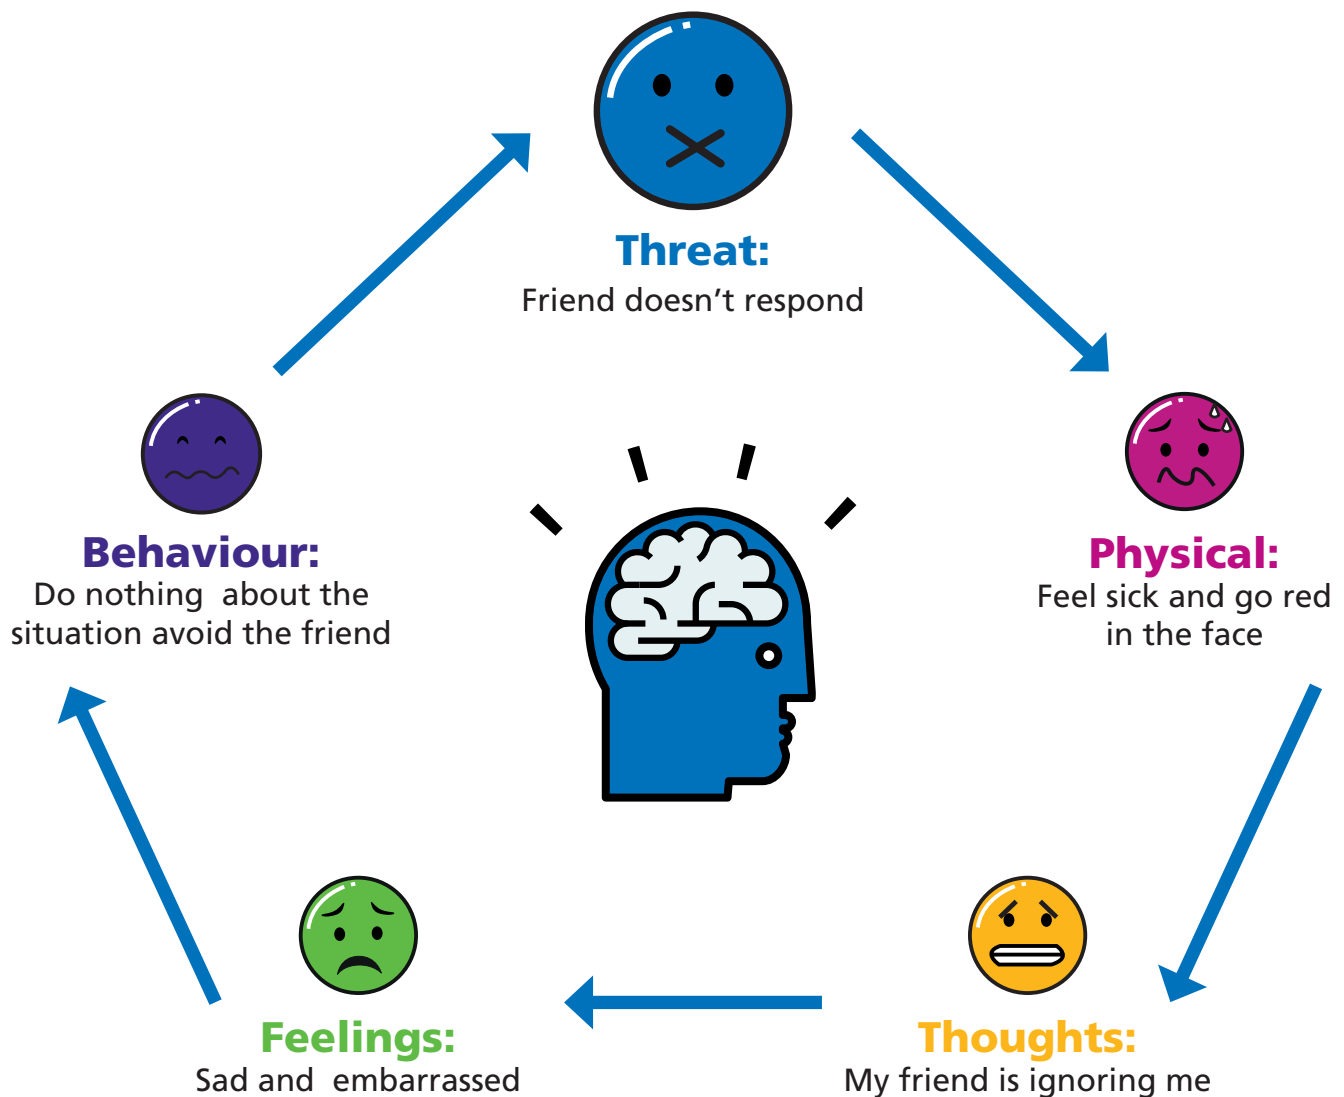 Threat:
Friend doesn’t respond
Physical:
Feel sick and go red
in the face
Thoughts:
My friend is ignoring me
Feelings:
Sad and  embarrassed
Behaviour:
Do nothing  about the
situation avoid the friend